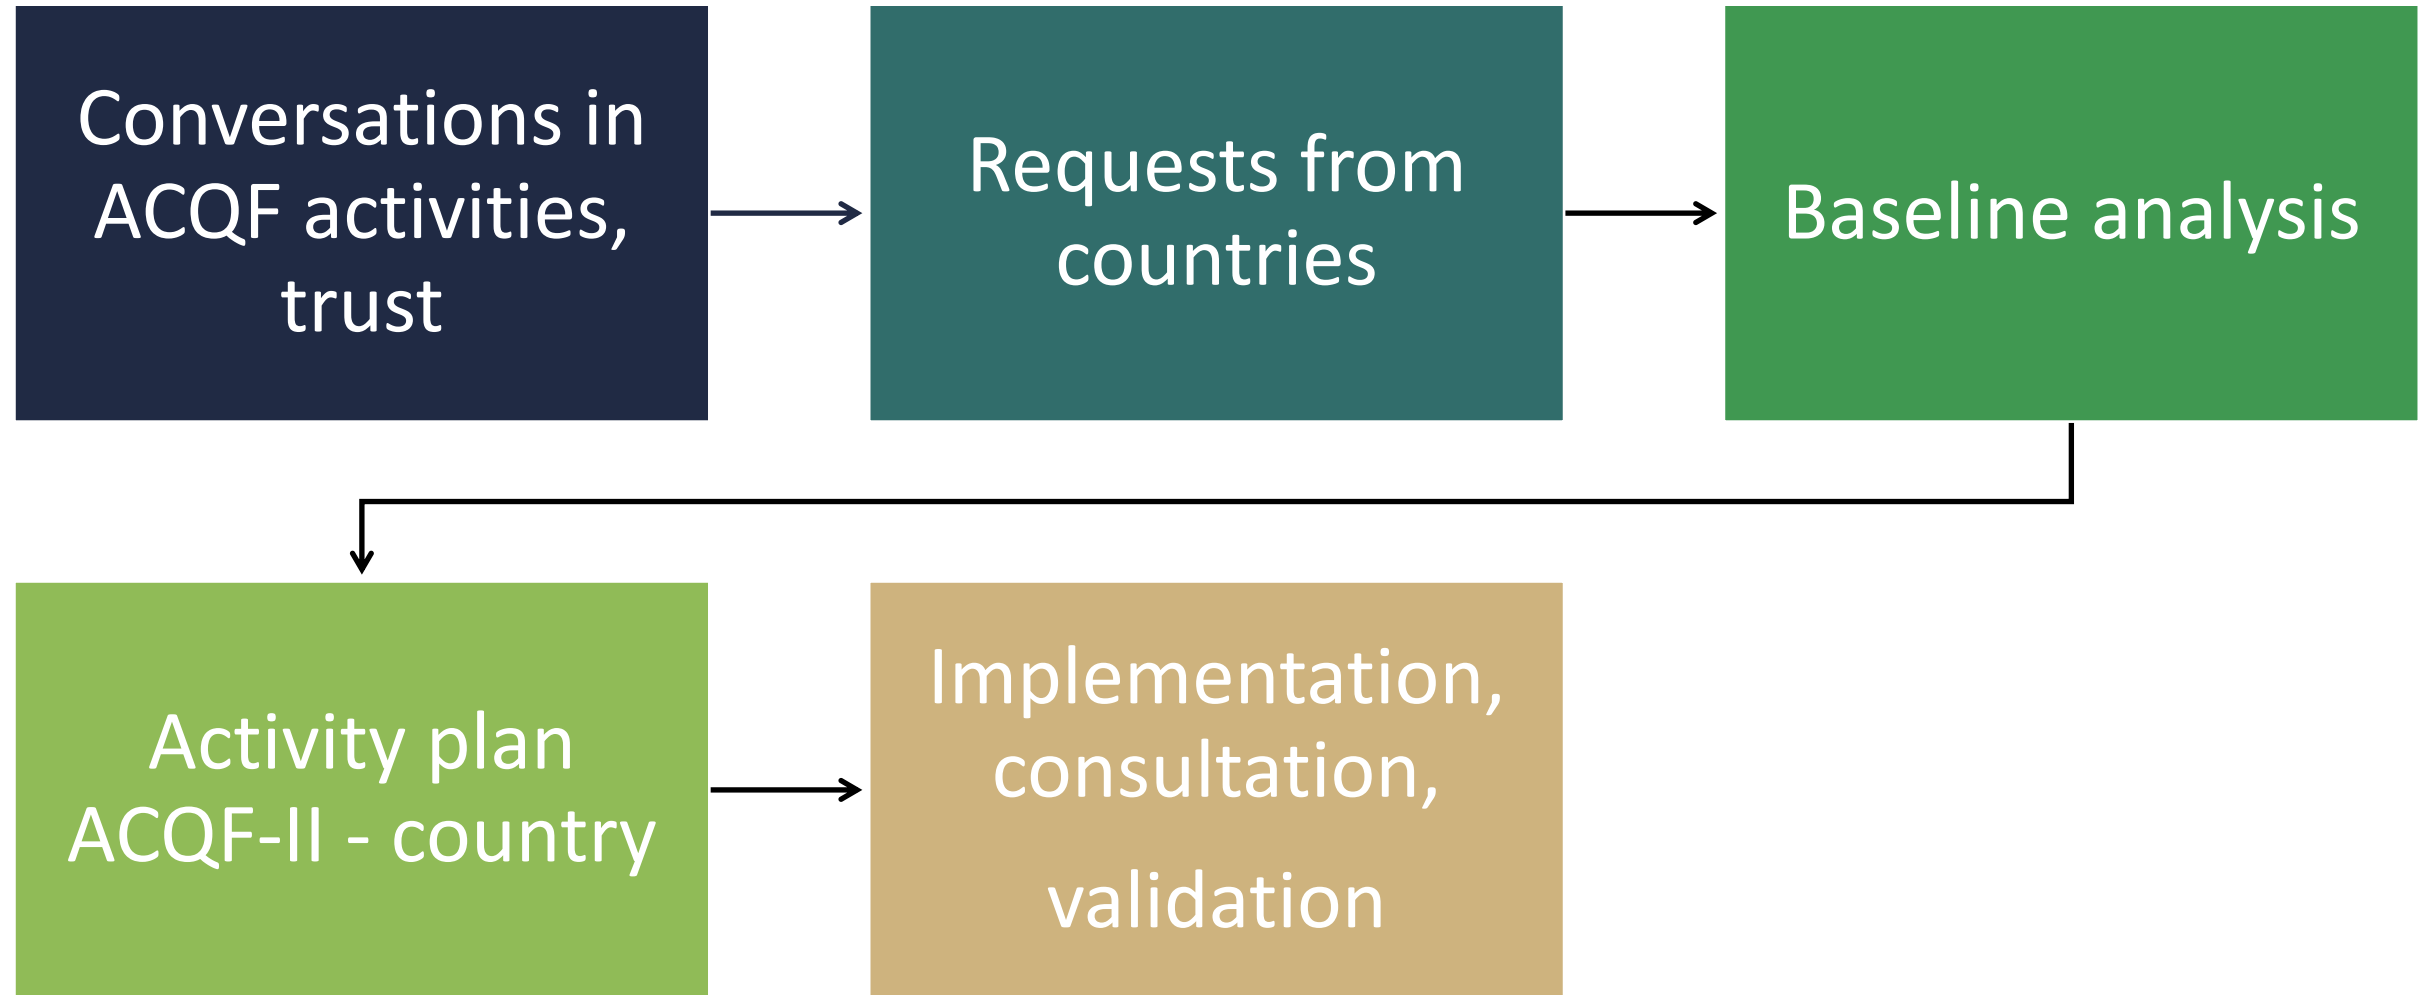 Conversations in
ACQF activities,
trust
Requests from
countries
Baseline analysis
Activity plan
ACQF-II - country
Implementation,
consultation,
validation